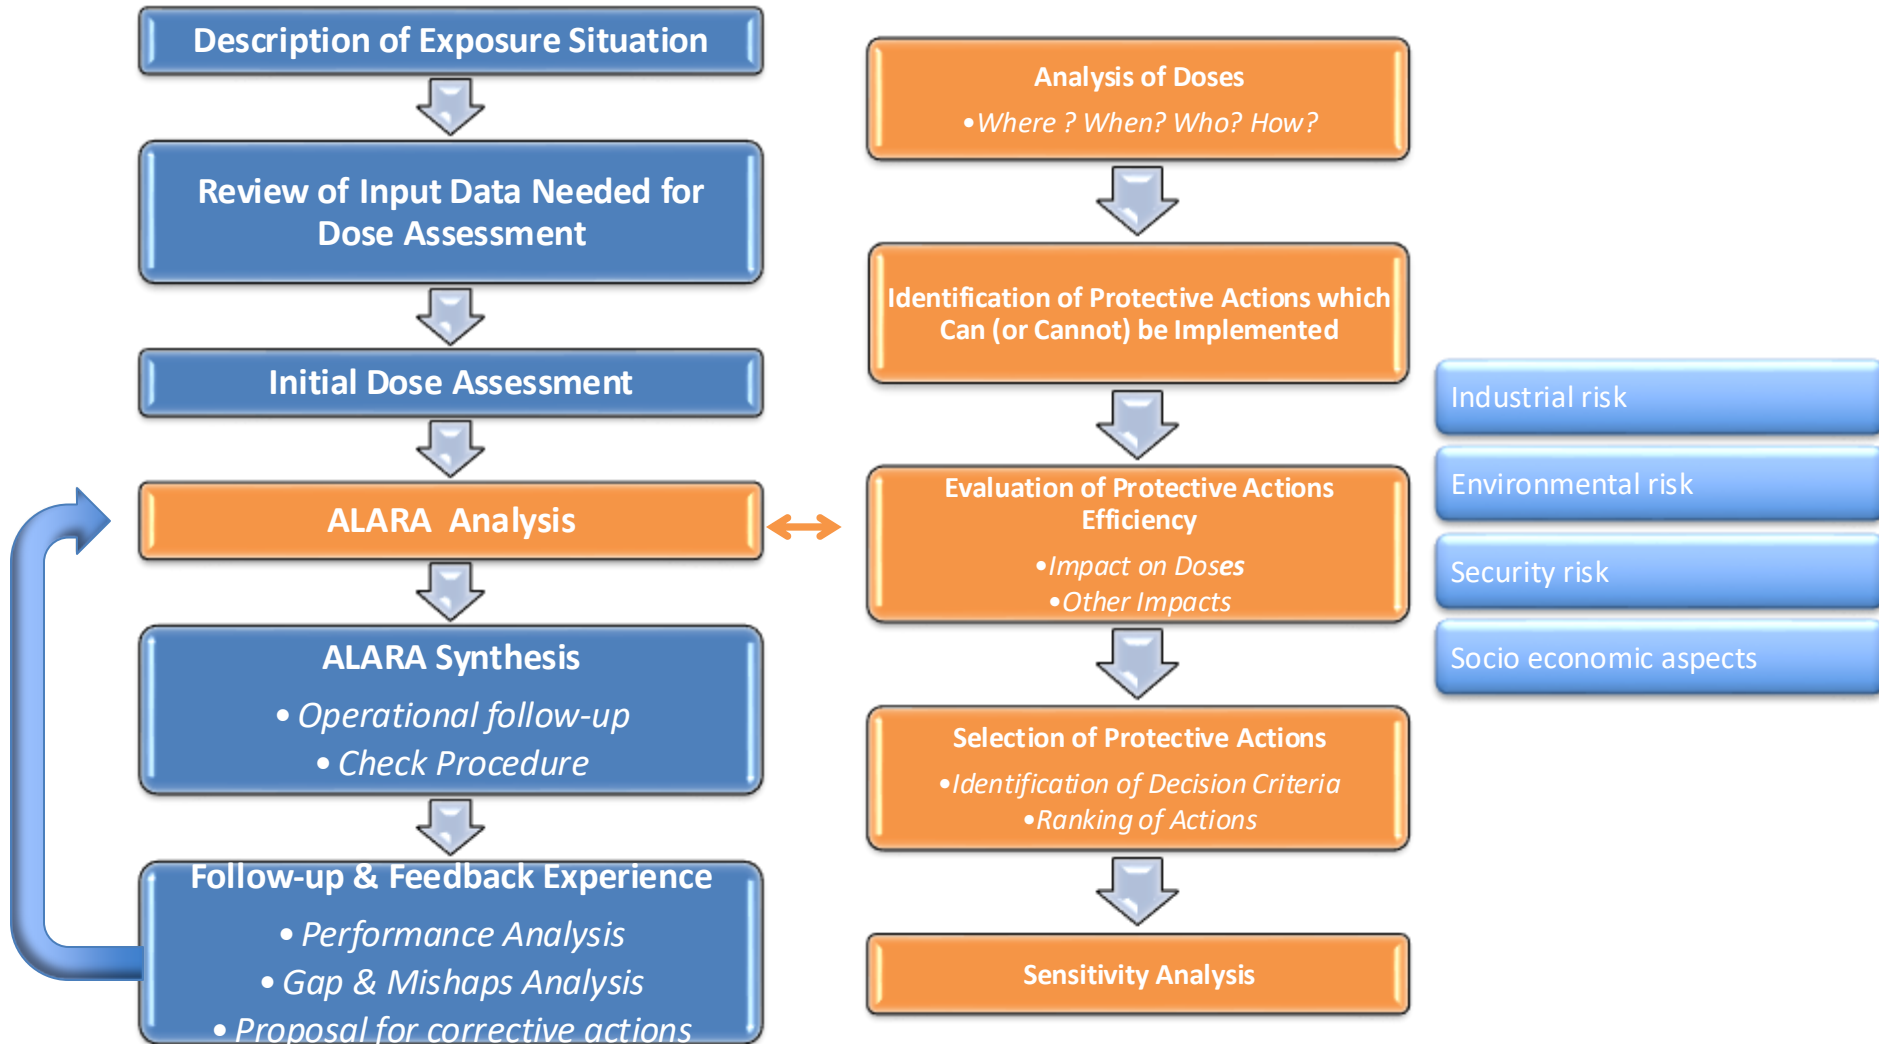 Description of Exposure Situation
Review of Input Data Needed for
Dose Assessment
Initial Dose Assessment
ALARA Analysis
ALARA Synthesis
• Operational follow-up
• Check Procedure
Follow-up & Feedback Experience
• Performance Analysis
• Gap & Mishaps Analysis
• Proposal for corrective actions
Analysis of Doses
•Where ? When? Who? How?
Identification of Protective Actions which
Can (or Cannot) be Implemented
Evaluation of Protective Actions
Efficiency
•Impact on Doses
•Other Impacts
Selection of Protective Actions
•Identification of Decision Criteria
•Ranking of Actions
Sensitivity Analysis
Industrial risk
Environmental risk
Security risk
Socio economic aspects